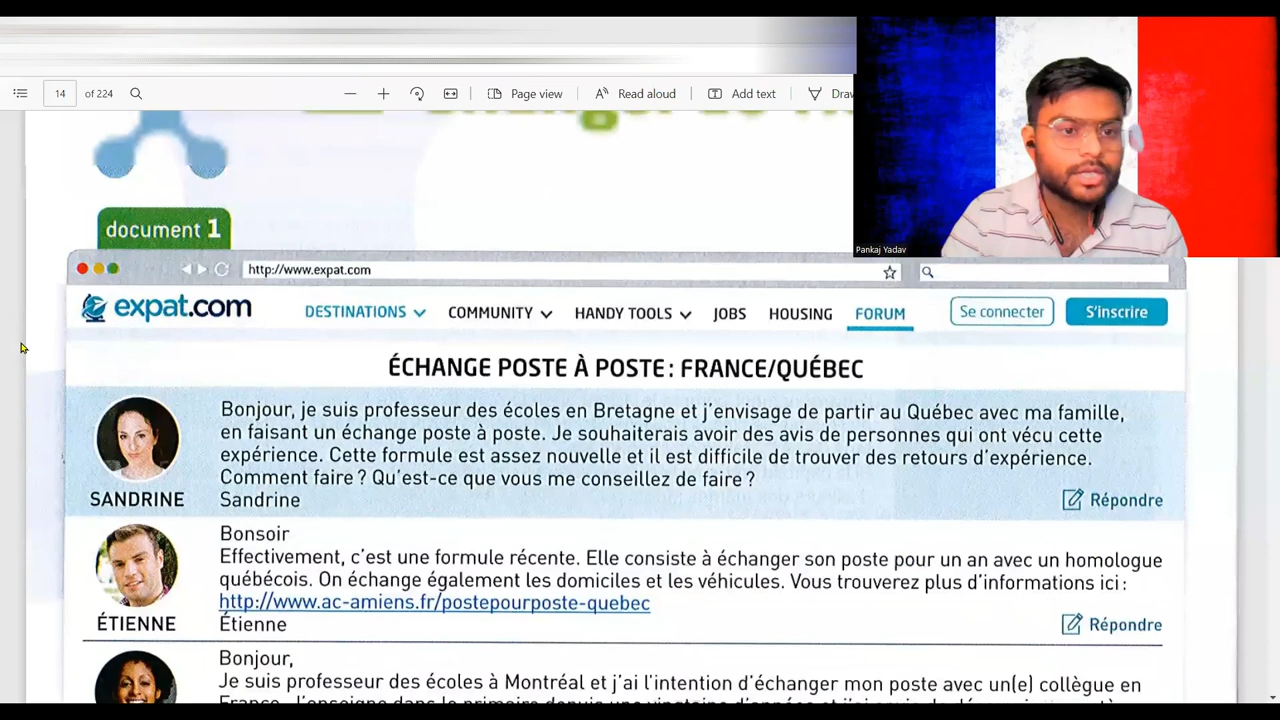 14 of 224 Page view Read aloud Add text Draw
Pankaj Yadav
document 1
http://www.expat.com
expat.com DESTINATIONS COMMUNITY HANDY TOOLS JOBS HOUSING FORUM Se connecter S'inscrire
ÉCHANGE POSTE À POSTE : FRANCE/QUÉBEC
Bonjour, je suis professeur des écoles en Bretagne et j'envisage de partir au Québec avec ma famille,
en faisant un échange poste à poste. Je souhaiterais avoir des avis de personnes qui ont vécu cette
expérience. Cette formule est assez nouvelle et il est difficile de trouver des retours d'expérience.
Comment faire ? Qu'est-ce que vous me conseillez de faire ?
SANDRINE Sandrine Répondre
Bonsoir
Effectivement, c'est une formule récente. Elle consiste à échanger son poste pour un an avec un homologue
québécois. On échange également les domiciles et les véhicules. Vous trouverez plus d'informations ici :
http://www.ac-amiens.fr/postepourposte-quebec
ÉTIENNE Étienne Répondre
Bonjour,
Je suis professeur des écoles à Montréal et j'ai l'intention d'échanger mon poste avec un(e) collègue en